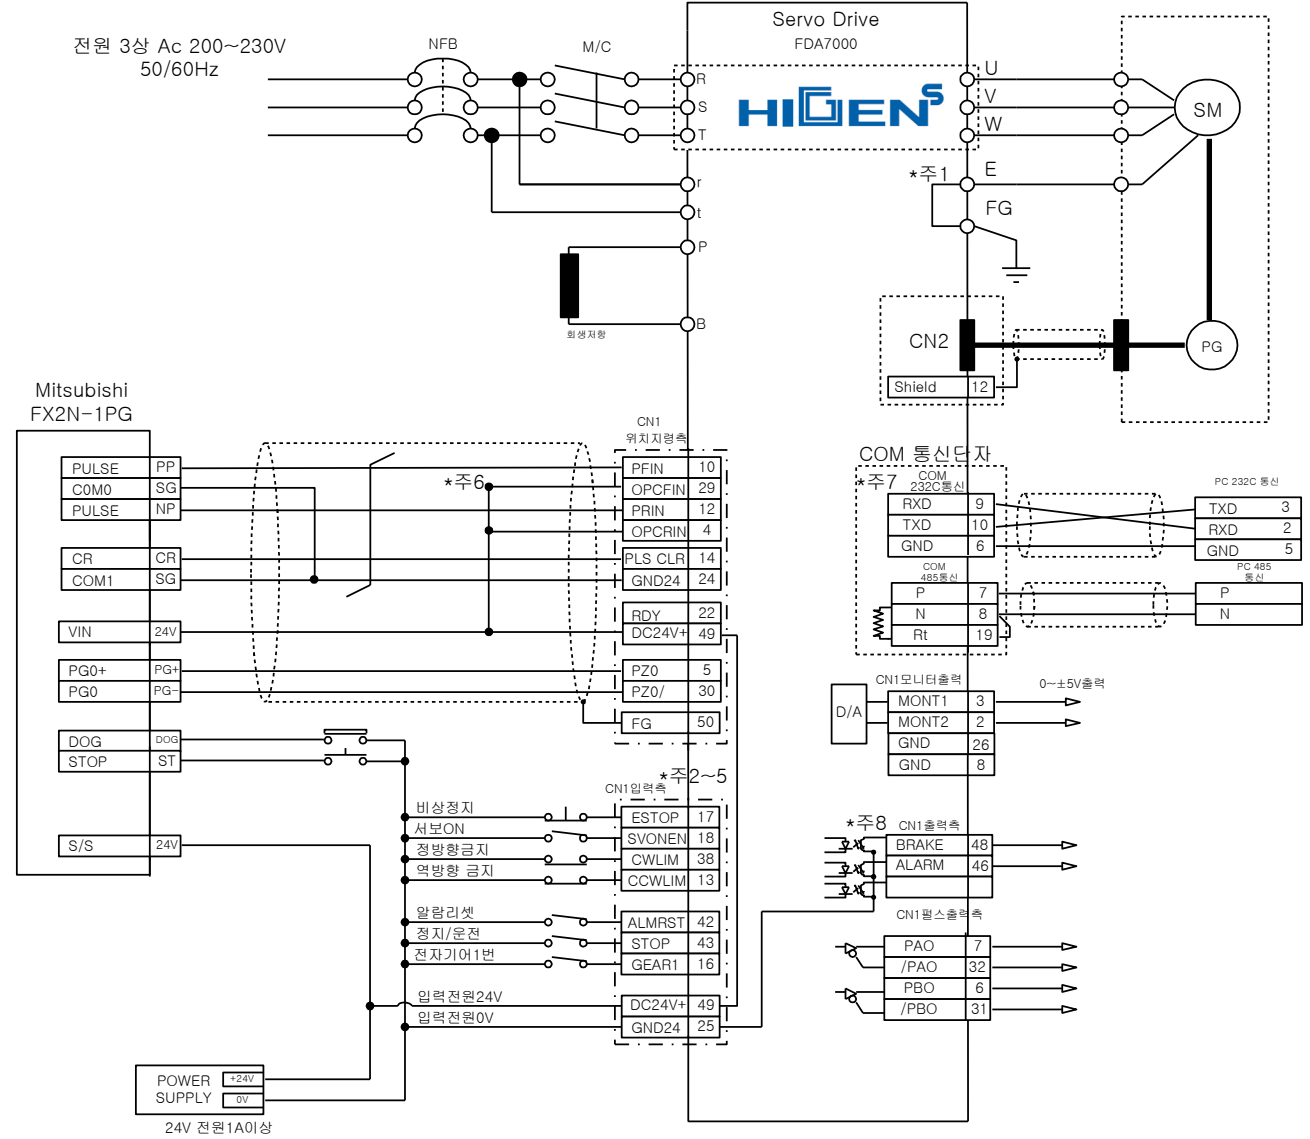 전원 3상 Ac 200~230V
50/60Hz
NFB
M/C
Servo Drive
FDA7000
HIGEN S
R
S
T
r
t
P
B
회생저항
U
V
W
*주1
E
FG
SM
PG
CN2
Shield 12
Mitsubishi
FX2N-1PG
PULSE PP
COM0 SG
PULSE NP
CR CR
COM1 SG
VIN 24V
PG0+ PG+
PG0 PG-
DOG DOG
STOP ST
S/S 24V
*주6
CN1
위치지령측
PFIN 10
OPCFIN 29
PRIN 12
OPCRIN 4
PLS CLR 14
GND24 24
RDY 22
DC24V+ 49
PZ0 5
PZ0/ 30
FG 50
*주2~5
CN1입력측
비상정지 ESTOP 17
서보ON SVONEN 18
정방향금지 CWLIM 38
역방향 금지 CCWLIM 13
알람리셋 ALMRST 42
정지/운전 STOP 43
전자기어1번 GEAR1 16
입력전원24V DC24V+ 49
입력전원0V GND24 25
POWER +24V
SUPPLY 0V
24V 전원1A이상
COM 통신단자
*주7
COM
232C통신
RXD 9
TXD 10
GND 6
PC 232C 통신
TXD 3
RXD 2
GND 5
COM
485통신
P 7
N 8
Rt 19
PC 485
통신
P
N
CN1모니터출력
0~±5V출력
D/A
MONT1 3
MONT2 2
GND 26
GND 8
*주8
CN1출력측
BRAKE 48
ALARM 46
CN1펄스출력측
PAO 7
/PAO 32
PBO 6
/PBO 31